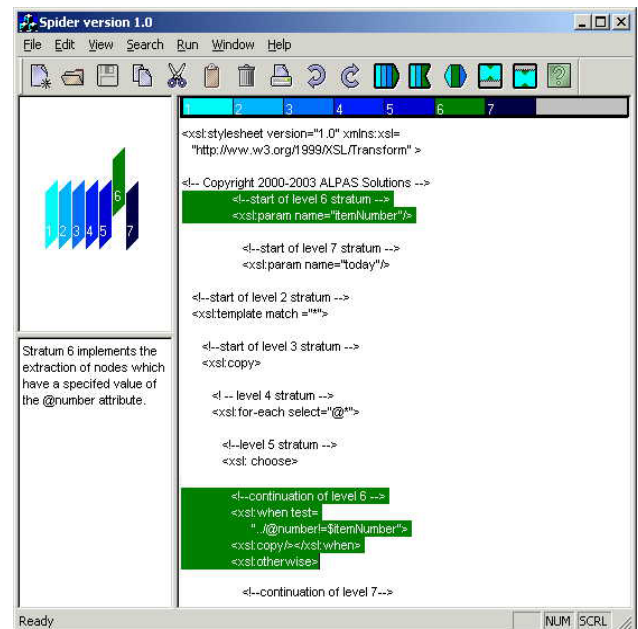 Spider version 1.0
File Edit View Search Run Window Help
1 2 3 4 5 6 7
1 2 3 4 5 6 7
Stratum 6 implements the
extraction of nodes which
have a specifed value of
the @number attribute.
<xsl:stylesheet version="1.0" xmlns:xsl=
"http://www.w3.org/1999/XSL/Transform" >
<!-- Copyright 2000-2003 ALPAS Solutions -->
<!--start of level 6 stratum -->
<xsl:param name="itemNumber"/>
<!--start of level 7 stratum -->
<xsl:param name="today"/>
<!--start of level 2 stratum -->
<xsl:template match ="*">
<!--start of level 3 stratum -->
<xsl:copy>
<! -- level 4 stratum -->
<xsl:for-each select="@*">
<!--level 5 stratum -->
<xsl: choose>
<!--continuation of level 6 -->
<xsl:when test=
"../@number!=$itemNumber">
<xsl:copy/></xsl:when>
<xsl:otherwise>
<!--continuation of level 7-->
Ready NUM SCRL